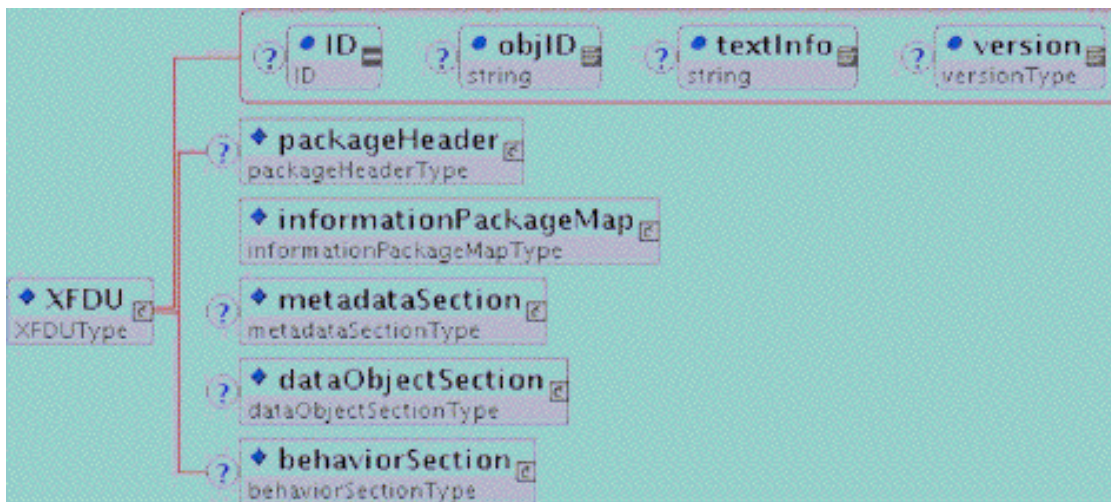 ? ID ? objID ? textInfo ? version
ID string string versionType
? packageHeader
packageHeaderType
informationPackageMap
informationPackageMapType
XFDU ? metadataSection
XFDUType metadataSectionType
? dataObjectSection
dataObjectSectionType
? behaviorSection
behaviorSectionType